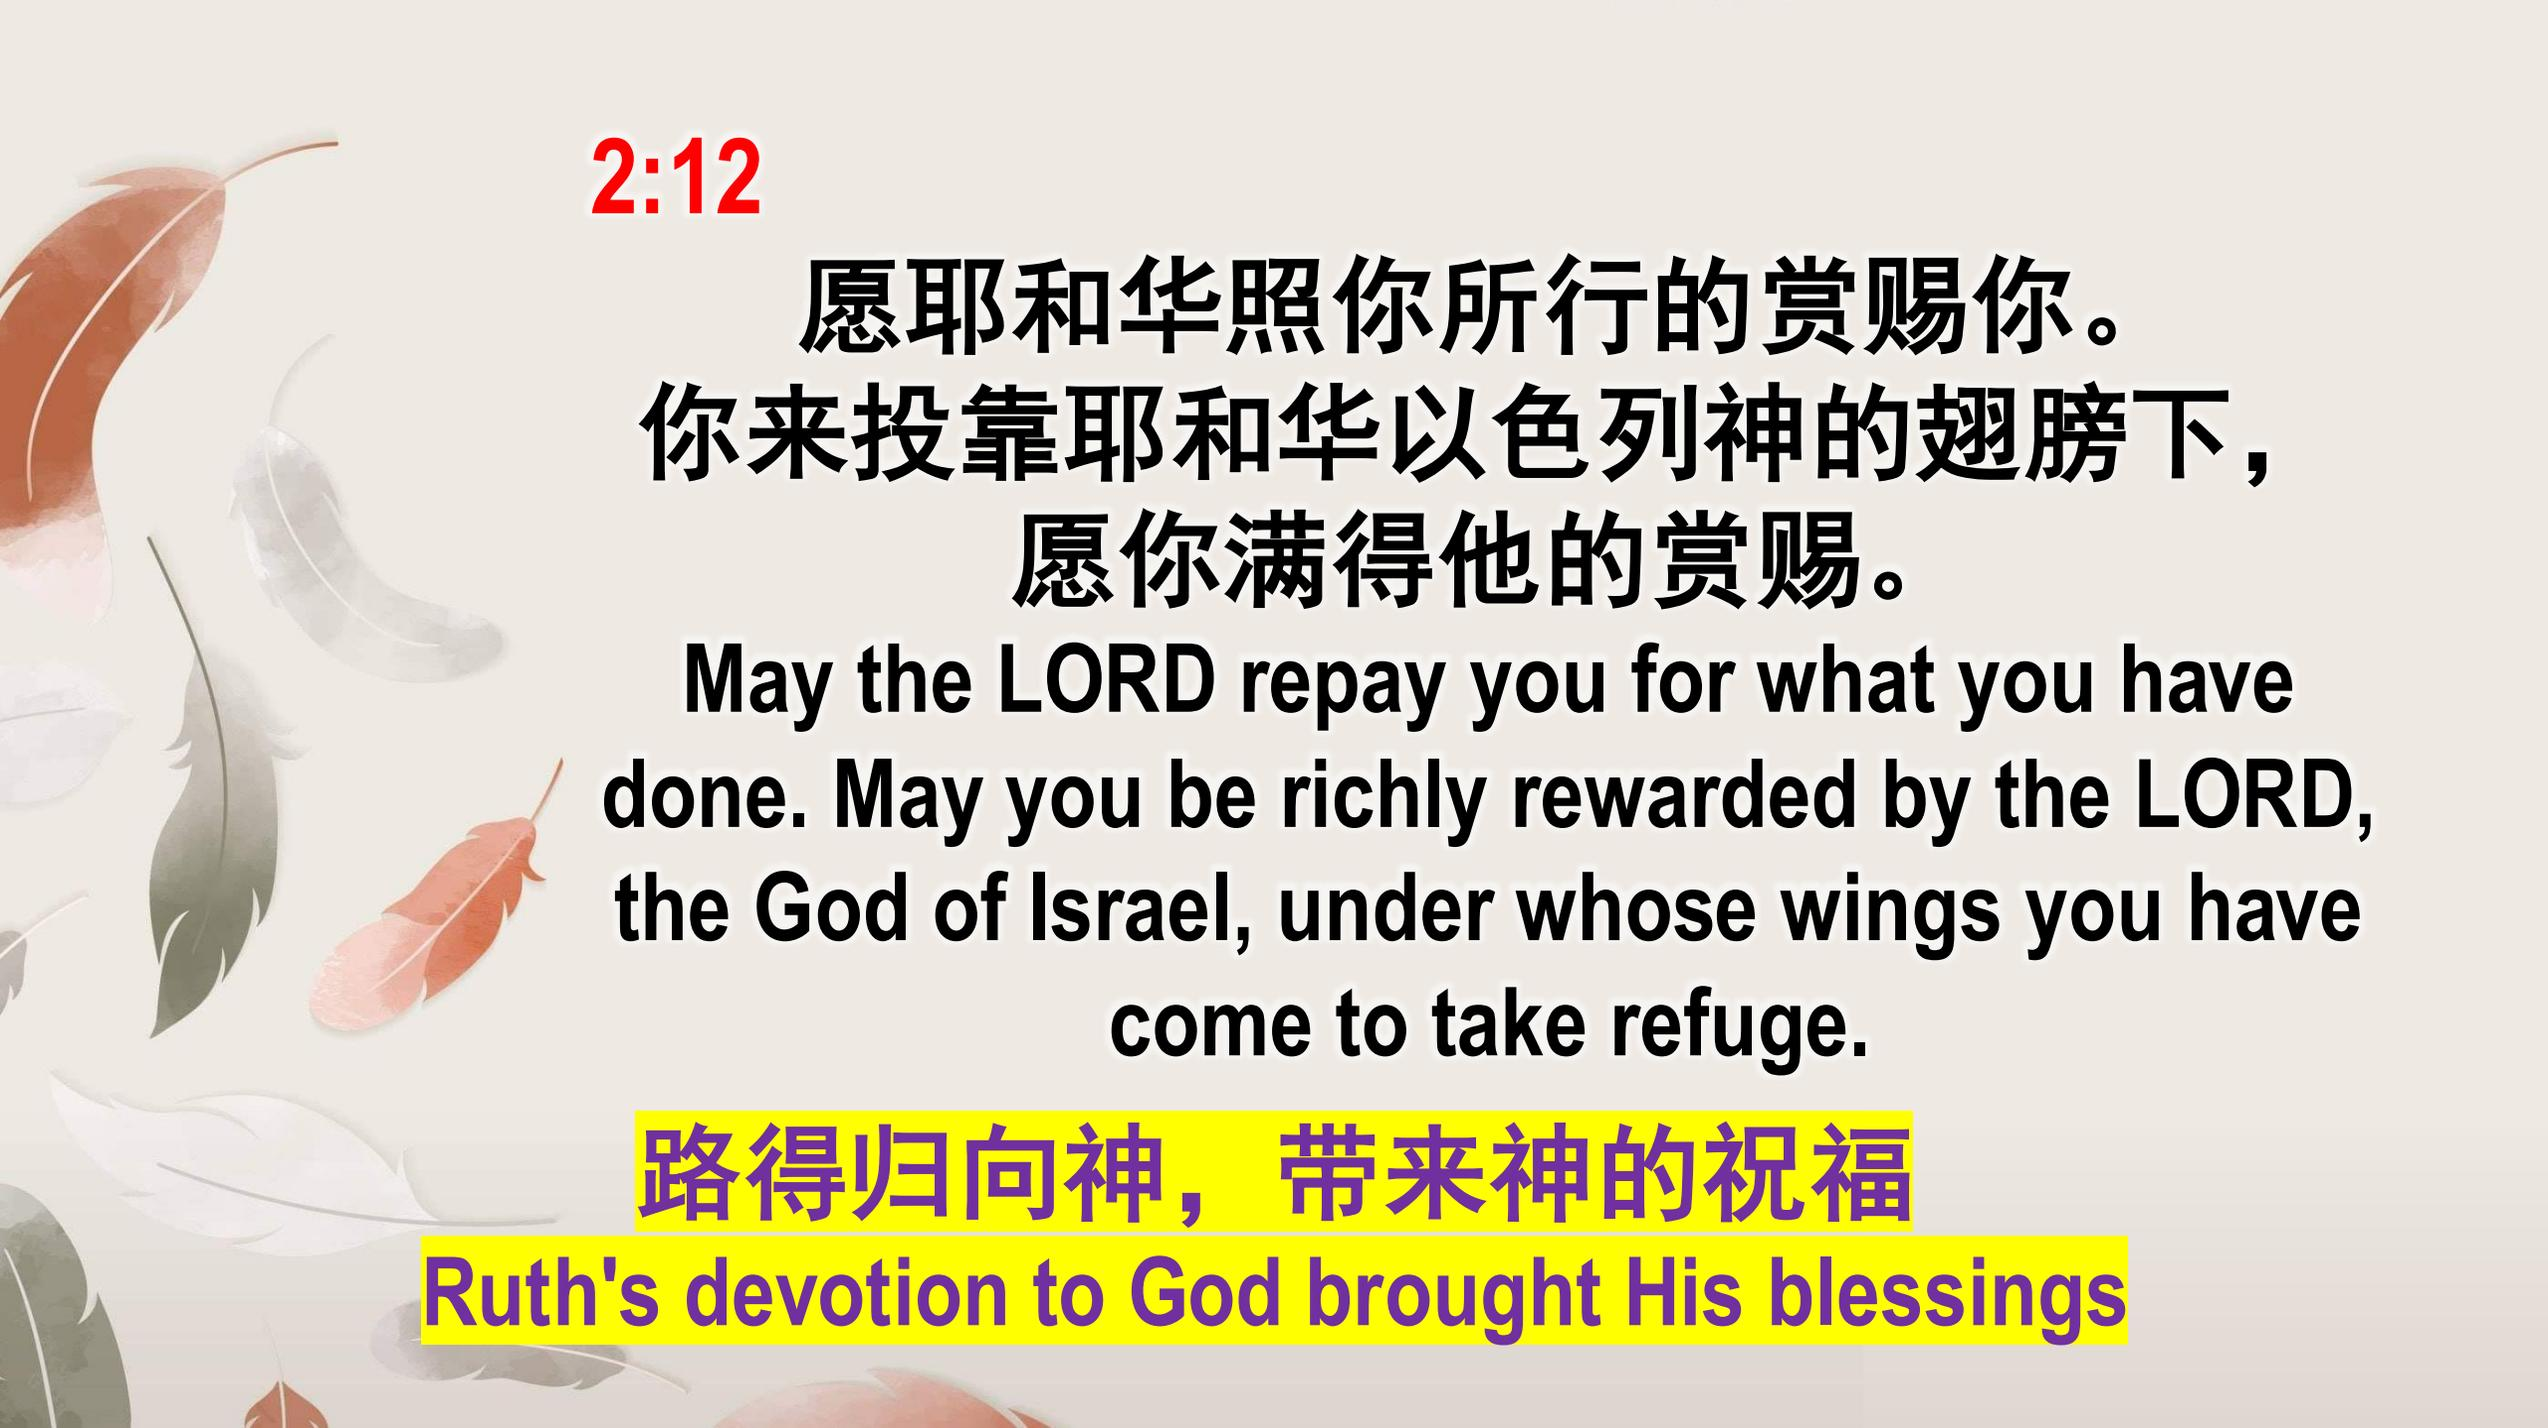 2:12
愿耶和华照你所行的赏赐你。
你来投靠耶和华以色列神的翅膀下，
愿你满得他的赏赐。
May the LORD repay you for what you have
done. May you be richly rewarded by the LORD,
the God of Israel, under whose wings you have
come to take refuge.
路得归向神，带来神的祝福
Ruth's devotion to God brought His blessings